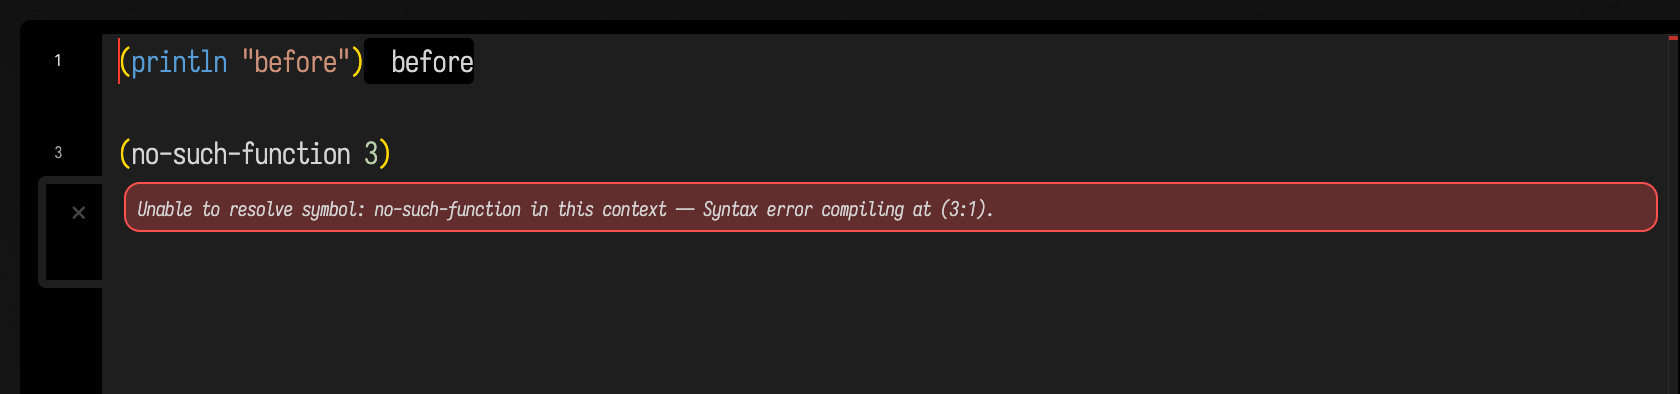 1 (println "before") before
3 (no-such-function 3)
× Unable to resolve symbol: no-such-function in this context — Syntax error compiling at (3:1).